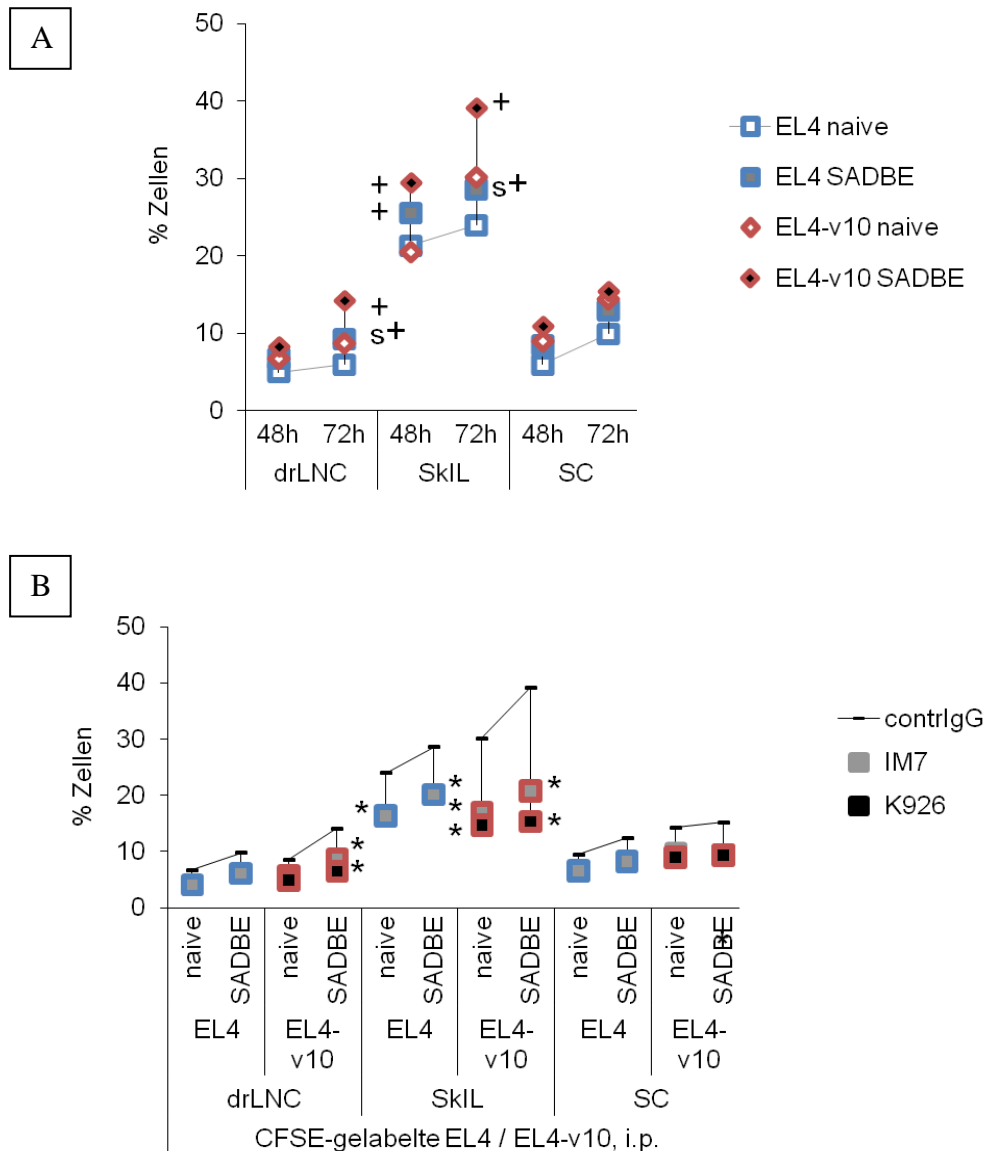 A
50
40
30
20
10
0
% Zellen
+
+
+
s+
+
s+
48h 72h 48h 72h 48h 72h
drLNC SkIL SC
EL4 naive
EL4 SADBE
EL4-v10 naive
EL4-v10 SADBE
B
50
40
30
20
10
0
% Zellen
* * * * * * * * *
contrIgG
IM7
K926
naive SADBE naive SADBE naive SADBE naive SADBE naive SADBE naive SADBE
*
EL4 EL4-v10 EL4 EL4-v10 EL4 EL4-v10
drLNC SkIL SC
CFSE-gelabelte EL4 / EL4-v10, i.p.